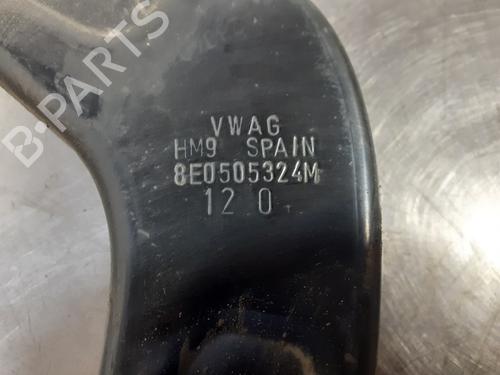 B-PARTS
VWAG
HM9 SPAIN
8E0505324M
12 0